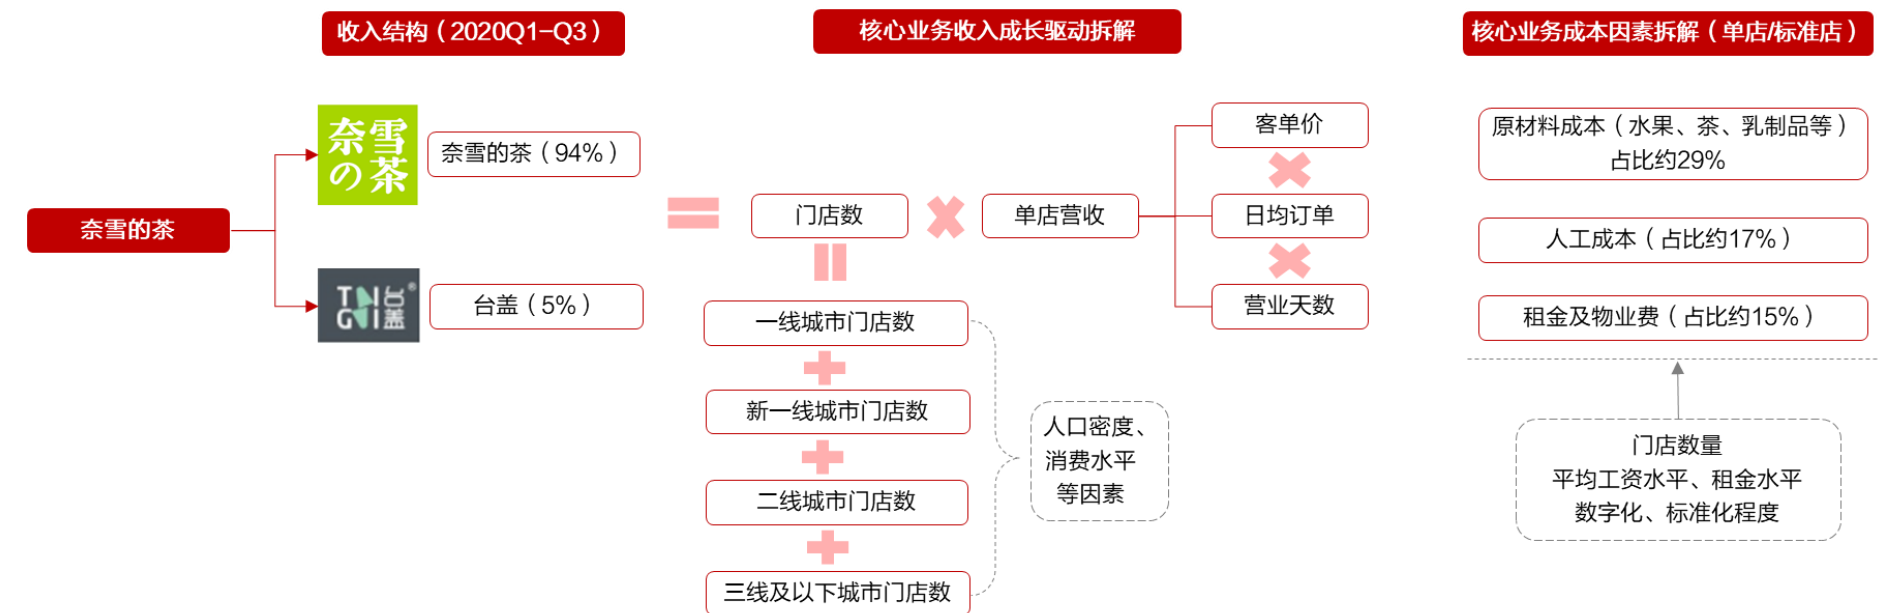 收入结构（2020Q1-Q3）
核心业务收入成长驱动拆解
核心业务成本因素拆解（单店/标准店）
奈雪的茶
奈雪
の茶
奈雪的茶（94%）
TAI
GAI
台盖
®
台盖（5%）
门店数
单店营收
客单价
日均订单
营业天数
一线城市门店数
新一线城市门店数
二线城市门店数
三线及以下城市门店数
人口密度、
消费水平
等因素
原材料成本（水果、茶、乳制品等）
占比约29%
人工成本（占比约17%）
租金及物业费（占比约15%）
门店数量
平均工资水平、租金水平
数字化、标准化程度